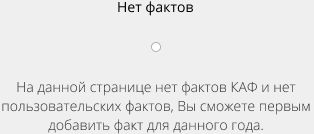 Нет фактов
На данной странице нет фактов КАФ и нет
пользовательских фактов, Вы сможете первым
добавить факт для данного года.